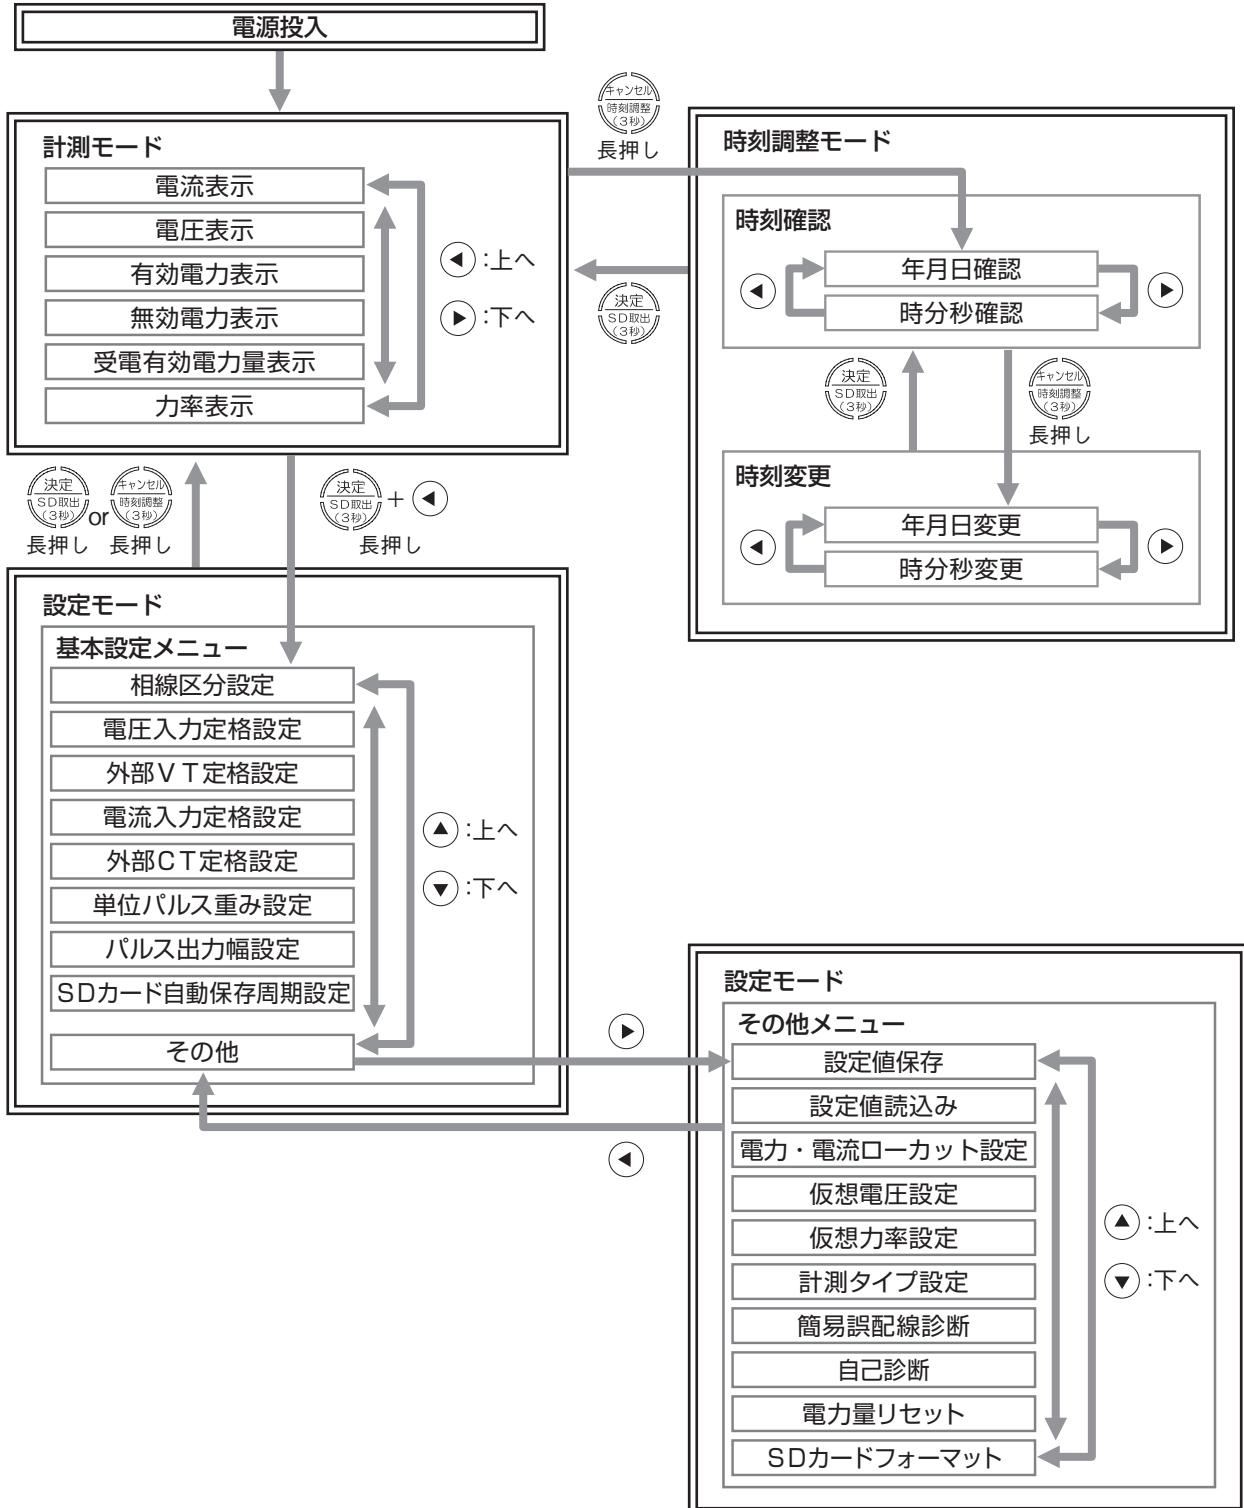 電源投入
計測モード
電流表示
電圧表示
有効電力表示
無効電力表示
受電有効電力量表示
力率表示
:上へ
:下へ
キャンセル
時刻調整
(3秒)
長押し
決定
SD取出
(3秒)
時刻調整モード
時刻確認
年月日確認
時分秒確認
決定
SD取出
(3秒)
キャンセル
時刻調整
(3秒)
長押し
時刻変更
年月日変更
時分秒変更
決定
SD取出
(3秒)
長押し
or
キャンセル
時刻調整
(3秒)
長押し
決定
SD取出
(3秒)
+
長押し
設定モード
基本設定メニュー
相線区分設定
電圧入力定格設定
外部VT定格設定
電流入力定格設定
外部CT定格設定
単位パルス重み設定
パルス出力幅設定
SDカード自動保存周期設定
その他
:上へ
:下へ
設定モード
その他メニュー
設定値保存
設定値読込み
電力・電流ローカット設定
仮想電圧設定
仮想力率設定
計測タイプ設定
簡易誤配線診断
自己診断
電力量リセット
SDカードフォーマット
:上へ
:下へ